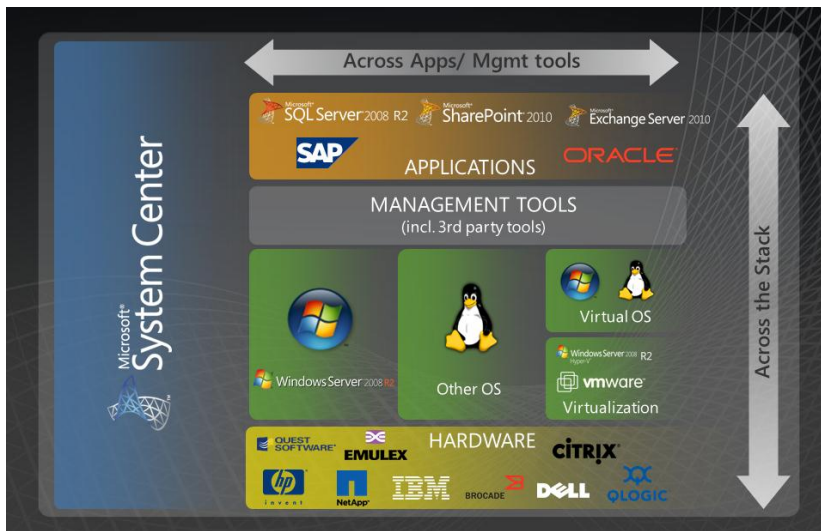 Across Apps/ Mgmt tools
Microsoft®
System Center
Microsoft®
SQL Server 2008 R2
Microsoft®
SharePoint® 2010
Microsoft®
Exchange Server 2010
SAP
APPLICATIONS
ORACLE®
MANAGEMENT TOOLS
(incl. 3rd party tools)
Windows Server 2008 R2
Other OS
Virtual OS
Windows Server 2008 R2
Hyper-V
vmware®
Virtualization
HARDWARE
QUEST
SOFTWARE®
EMULEX
CITRIX®
hp
invent
NetApp®
IBM
BROCADE
DELL
QLOGIC
Across the Stack